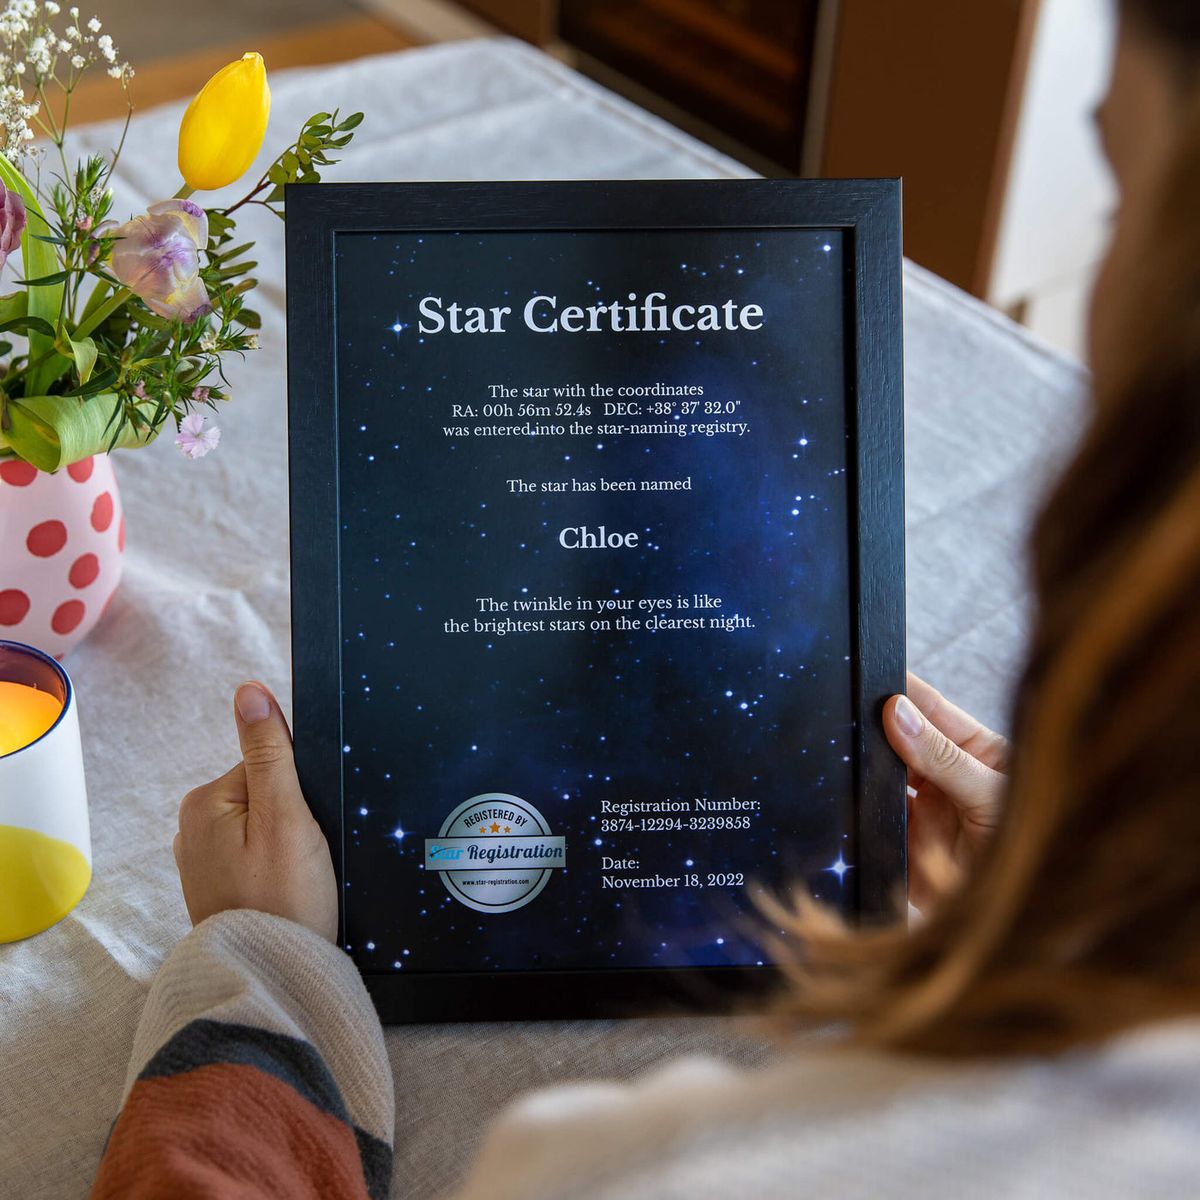 Star Certificate
The star with the coordinates
RA: 00h 56m 52.4s DEC: +38° 37' 32.0"
was entered into the star-naming registry.
The star has been named
Chloe
The twinkle in your eyes is like
the brightest stars on the clearest night.
REGISTERED BY
Star Registration
www.star-registration.com
Registration Number:
3874-12294-3239858
Date:
November 18, 2022